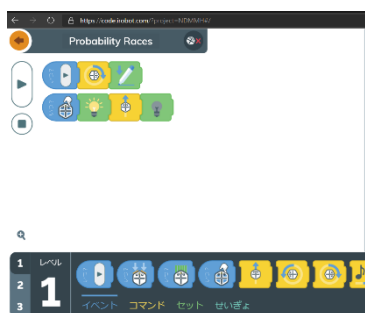 https://code.irobot.com/?project=NDMMH#/
Probability Races
1
2
3
レベル
1
イベント コマンド セット せいぎょ